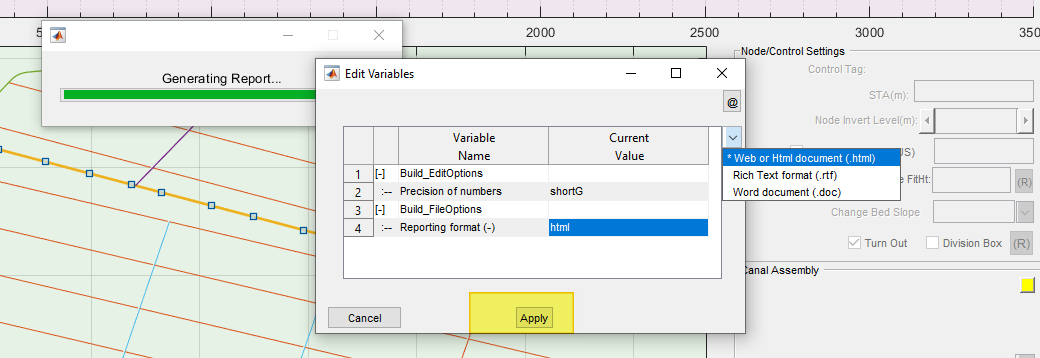 2000
2500
3000
350
Node/Control Settings
Control Tag:
STA(m):
Node Invert Level(m):
US)
FitHt:
(R)
Change Bed Slope
Turn Out
Division Box
(R)
Canal Assembly
Generating Report...
Edit Variables
@
Variable Name
Current Value
1 [-] Build_EditOptions
2 :-- Precision of numbers shortG
3 [-] Build_FileOptions
4 :-- Reporting format (-) html
* Web or Html document (.html)
Rich Text format (.rtf)
Word document (.doc)
Cancel
Apply